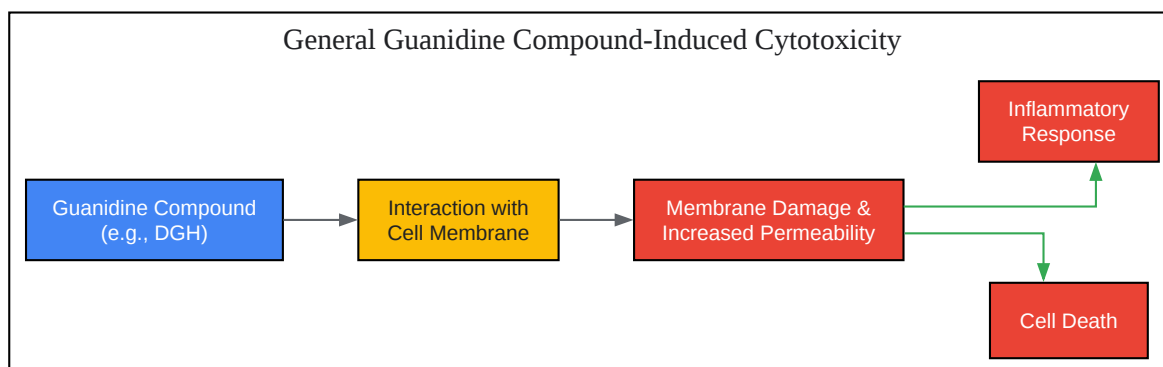 General Guanidine Compound-Induced Cytotoxicity
Inflammatory
Response
Guanidine Compound
(e.g., DGH)
Interaction with
Cell Membrane
Membrane Damage &
Increased Permeability
Cell Death